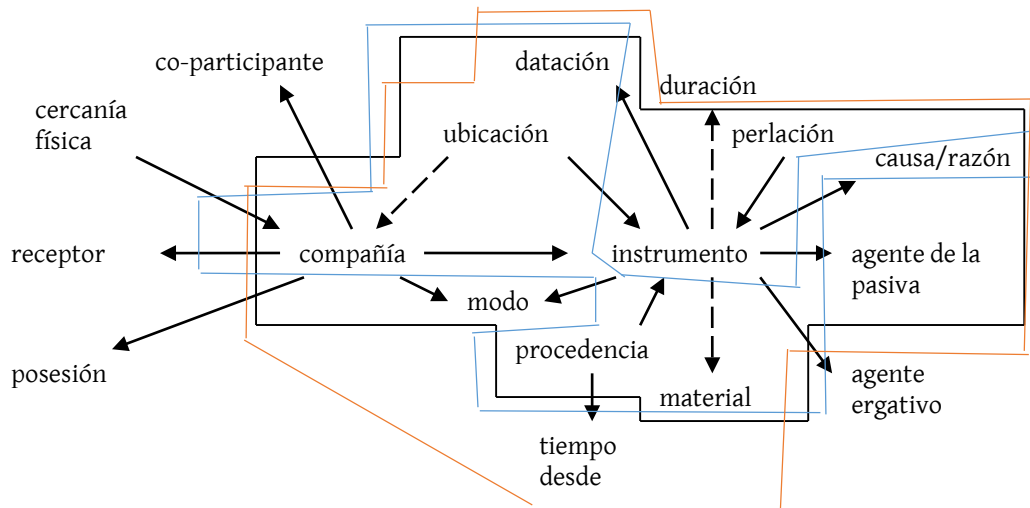 co-participante
datación
duración
cercanía
física
ubicación
perlación
causa/razón
receptor
compañía
instrumento
agente de la
pasiva
modo
procedencia
posesión
material
agente
ergativo
tiempo
desde